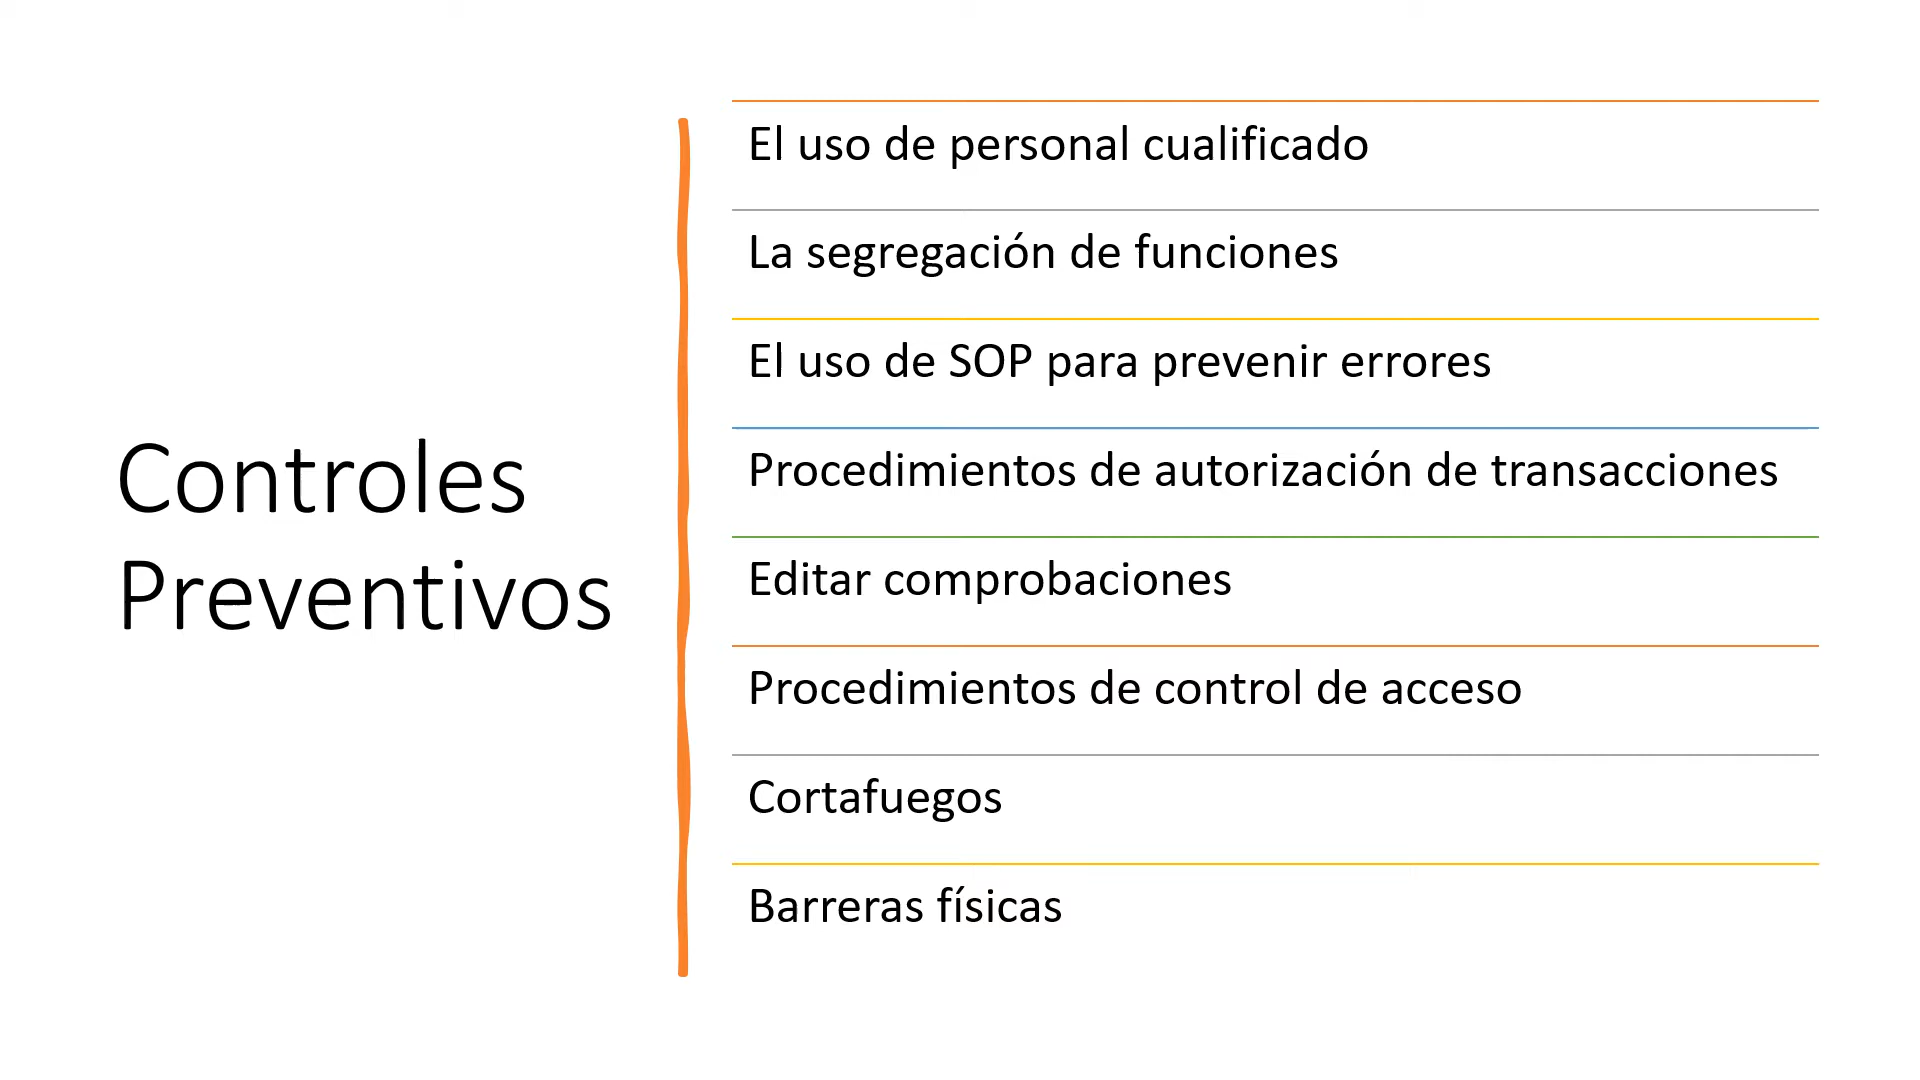 Controles
Preventivos
El uso de personal cualificado
La segregación de funciones
El uso de SOP para prevenir errores
Procedimientos de autorización de transacciones
Editar comprobaciones
Procedimientos de control de acceso
Cortafuegos
Barreras físicas